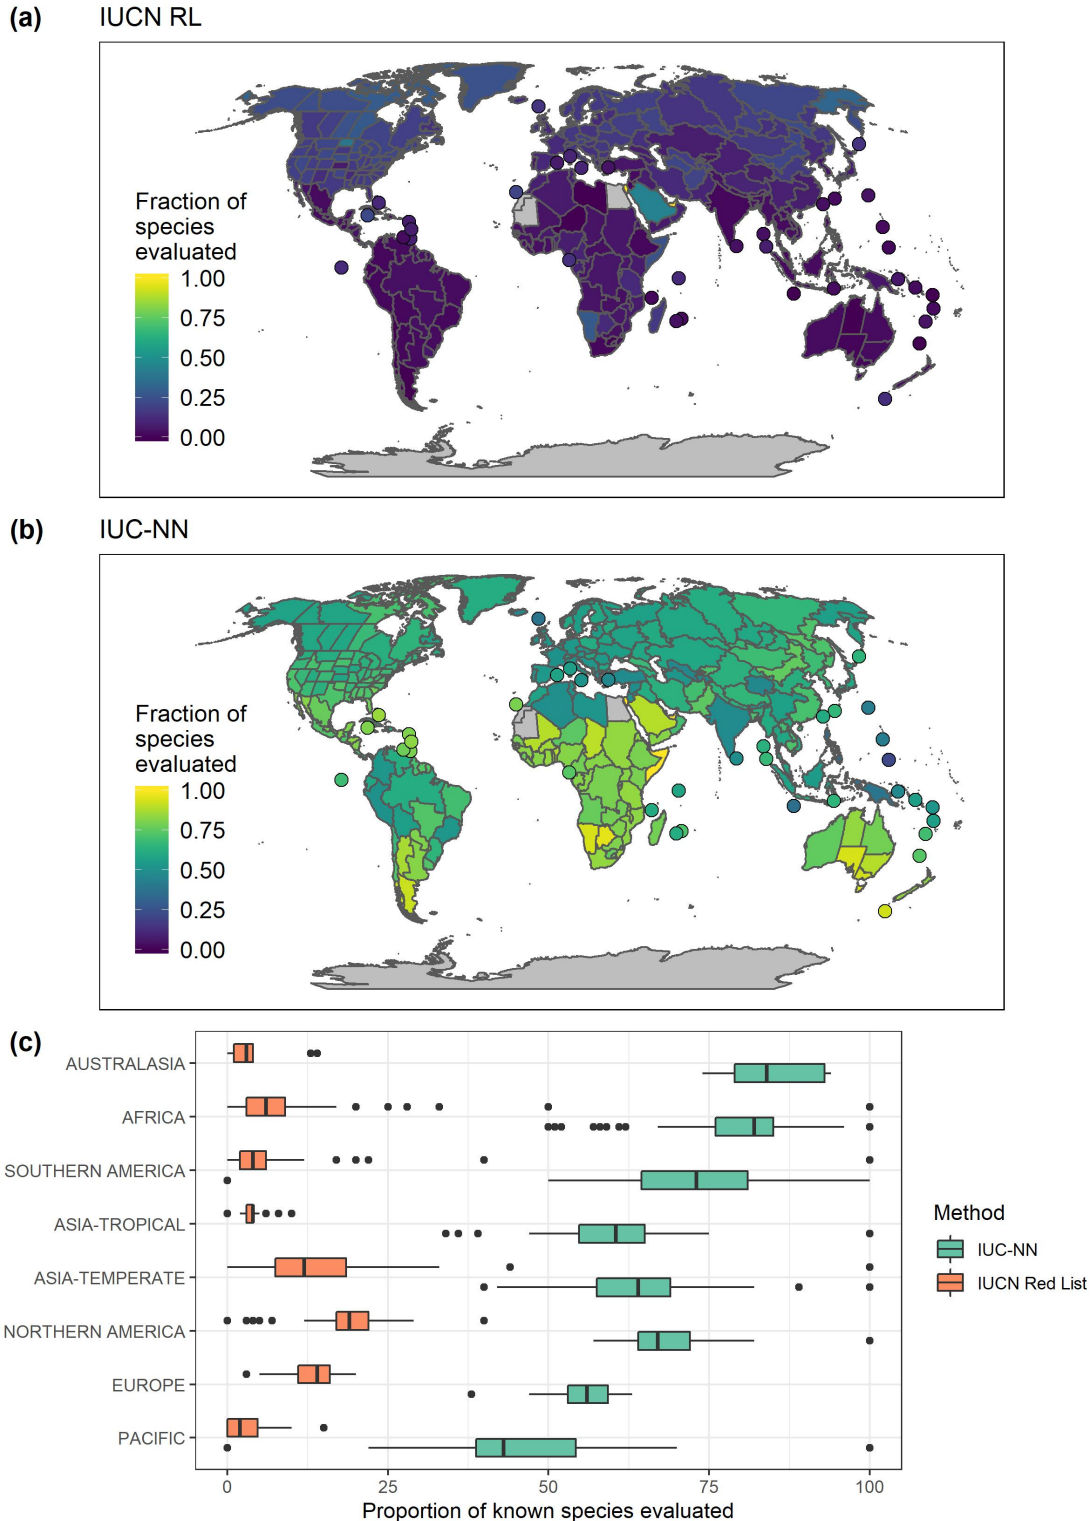 (a) IUCN RL
Fraction of
species
evaluated
1.00
0.75
0.50
0.25
0.00
(b) IUC-NN
Fraction of
species
evaluated
1.00
0.75
0.50
0.25
0.00
(c)
AUSTRALASIA
AFRICA
SOUTHERN AMERICA
ASIA-TROPICAL
ASIA-TEMPERATE
NORTHERN AMERICA
EUROPE
PACIFIC
0 25 50 75 100
Proportion of known species evaluated
Method
IUC-NN
IUCN Red List